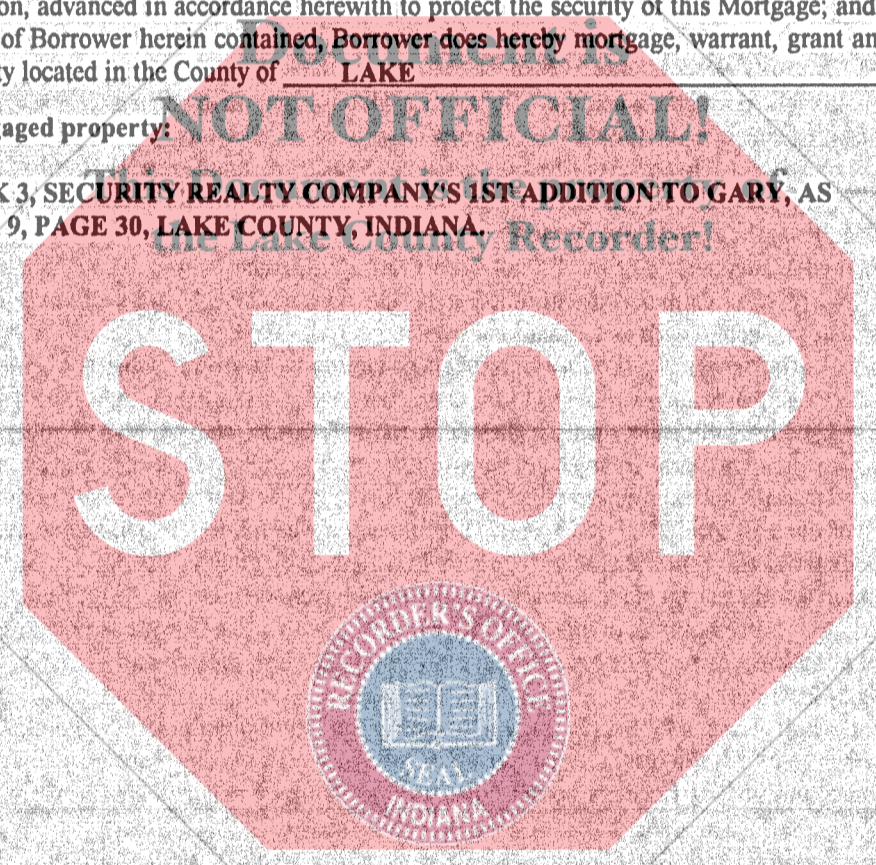 on, advanced in accordance herewith to protect the security of this Mortgage; and
of Borrower herein contained, Borrower does hereby mortgage, warrant, grant an
ty located in the County of LAKE
Document is
NOT OFFICIAL!
gaged property:
This Document is the property of
K 3, SECURITY REALTY COMPANY'S 1ST ADDITION TO GARY, AS
9, PAGE 30, LAKE COUNTY, INDIANA.
the Lake County Recorder!
STOP
RECORDER'S OFFICE
SEAL
INDIANA